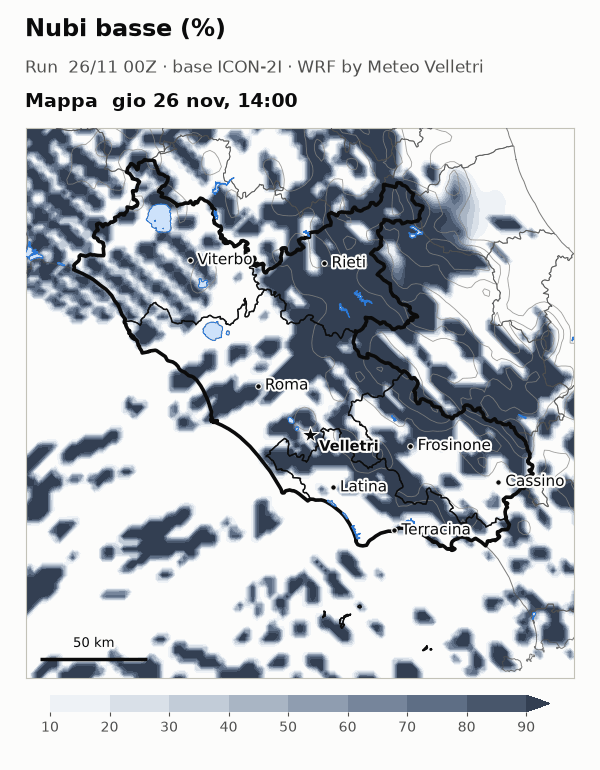 Nubi basse (%)
Run  26/11 00Z · base ICON-2I · WRF by Meteo Velletri
Mappa  gio 26 nov, 14:00
Viterbo
Rieti
Roma
Velletri
Frosinone
Cassino
Latina
Terracina
50 km
10 20 30 40 50 60 70 80 90